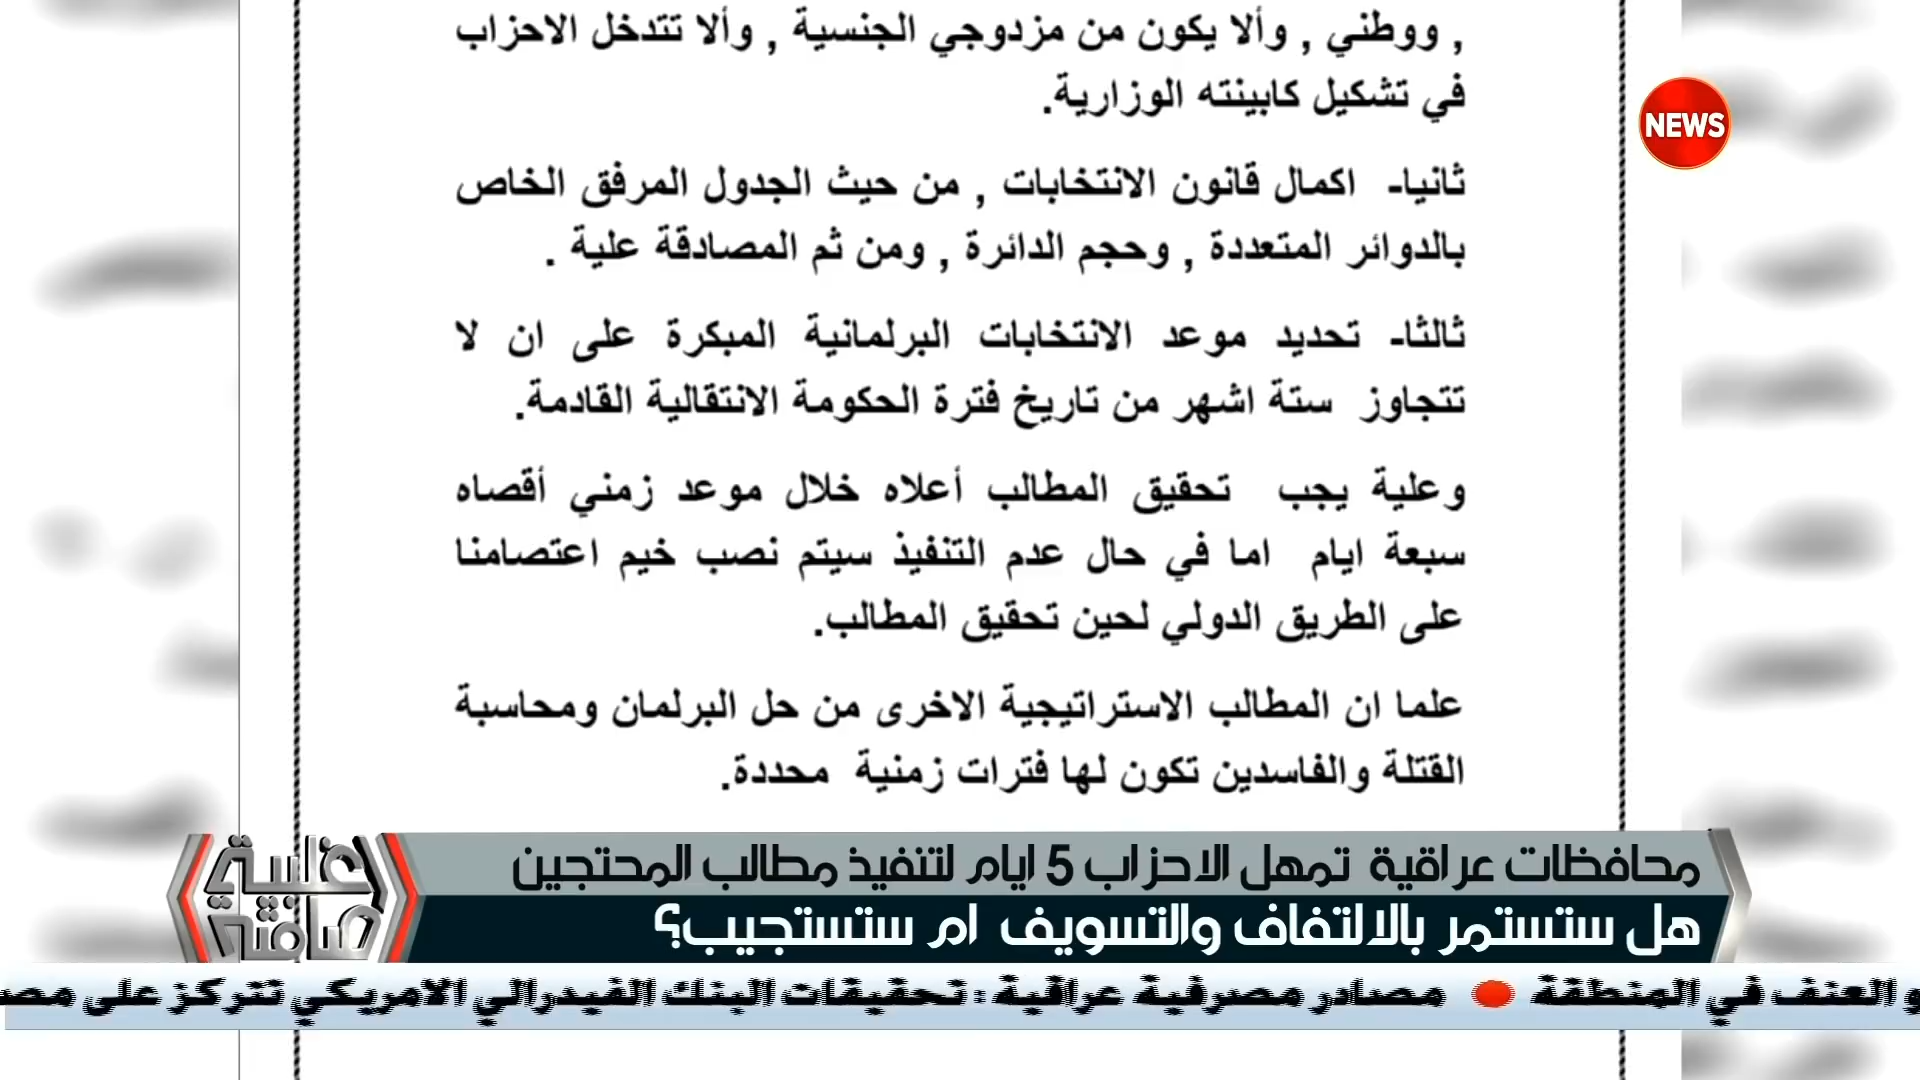 , ووطني , وألا يكون من مزدوجي الجنسية , وألا تتدخل الاحزاب
في تشكيل كابينته الوزارية.
ثانيا- اكمال قانون الانتخابات , من حيث الجدول المرفق الخاص
بالدوائر المتعددة , وحجم الدائرة , ومن ثم المصادقة علية .
ثالثا- تحديد موعد الانتخابات البرلمانية المبكرة على ان لا
تتجاوز ستة اشهر من تاريخ فترة الحكومة الانتقالية القادمة.
وعلية يجب تحقيق المطالب أعلاه خلال موعد زمني أقصاه
سبعة ايام اما في حال عدم التنفيذ سيتم نصب خيم اعتصامنا
على الطريق الدولي لحين تحقيق المطالب.
علما ان المطالب الاستراتيجية الاخرى من حل البرلمان ومحاسبة
القتلة والفاسدين تكون لها فترات زمنية محددة.
NEWS
محافظات عراقية تمهل الاحزاب 5 ايام لتنفيذ مطالب المحتجين
هل ستستمر بالالتفاف والتسويف ام ستستجيب؟
غلبية
صامتة
و العنف في المنطقة ● مصادر مصرفية عراقية : تحقيقات البنك الفيدرالي الامريكي تتركز على